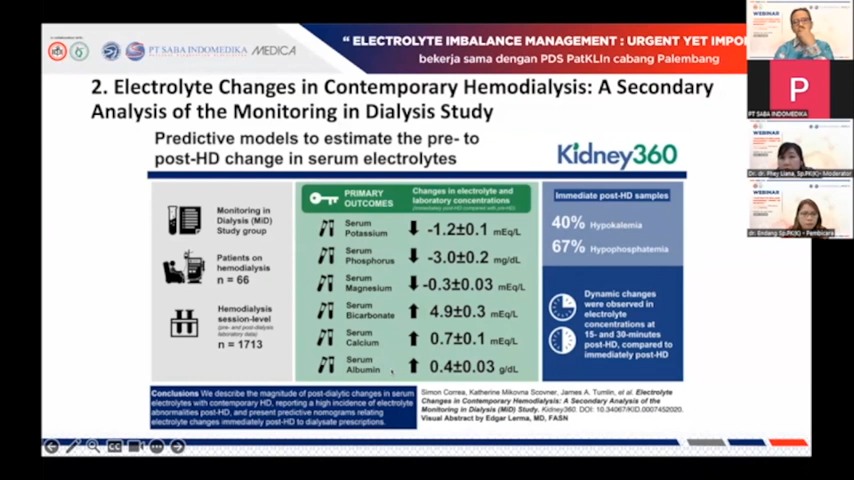 PT SABA INDOMEDIKA MEDICA
“ ELECTROLYTE IMBALANCE MANAGEMENT : URGENT YET IMPO
bekerja sama dengan PDS PatKLIn cabang Palembang
2. Electrolyte Changes in Contemporary Hemodialysis: A Secondary
Analysis of the Monitoring in Dialysis Study
Predictive models to estimate the pre- to
post-HD change in serum electrolytes
Kidney360
Monitoring in
Dialysis (MiD)
Study group
Patients on
hemodialysis
n = 66
Hemodialysis
session-level
(pre- and post-dialysis
laboratory data)
n = 1713
PRIMARY
OUTCOMES
Changes in electrolyte and
laboratory concentrations
(immediately post-HD compared with pre-HD)
Serum
Potassium
-1.2±0.1 mEq/L
Serum
Phosphorus
-3.0±0.2 mg/dL
Serum
Magnesium
-0.3±0.03 mEq/L
Serum
Bicarbonate
4.9±0.3 mEq/L
Serum
Calcium
0.7±0.1 mEq/L
Serum
Albumin
0.4±0.03 g/dL
Immediate post-HD samples
40% Hypokalemia
67% Hypophosphatemia
Dynamic changes
were observed in
electrolyte
concentrations at
15- and 30-minutes
post-HD, compared to
immediately post-HD
Conclusions We describe the magnitude of post-dialytic changes in serum
electrolytes with contemporary HD, reporting a high incidence of electrolyte
abnormalities post-HD, and present predictive nomograms relating
electrolyte changes immediately post-HD to dialysate prescriptions.
Simon Correa, Katherine Mikovna Scovner, James A. Tumlin, et al. Electrolyte
Changes in Contemporary Hemodialysis: A Secondary Analysis of the
Monitoring in Dialysis (MiD) Study. Kidney360. DOI: 10.34067/KID.0007452020.
Visual Abstract by Edgar Lerma, MD, FASN
WEBINAR
P
PT SABA INDOMEDIKA
WEBINAR
Dr. dr. Phey Liana, Sp.PK(K)- Moderator
WEBINAR
dr. Endang Sp.PK(K) - Pembicara